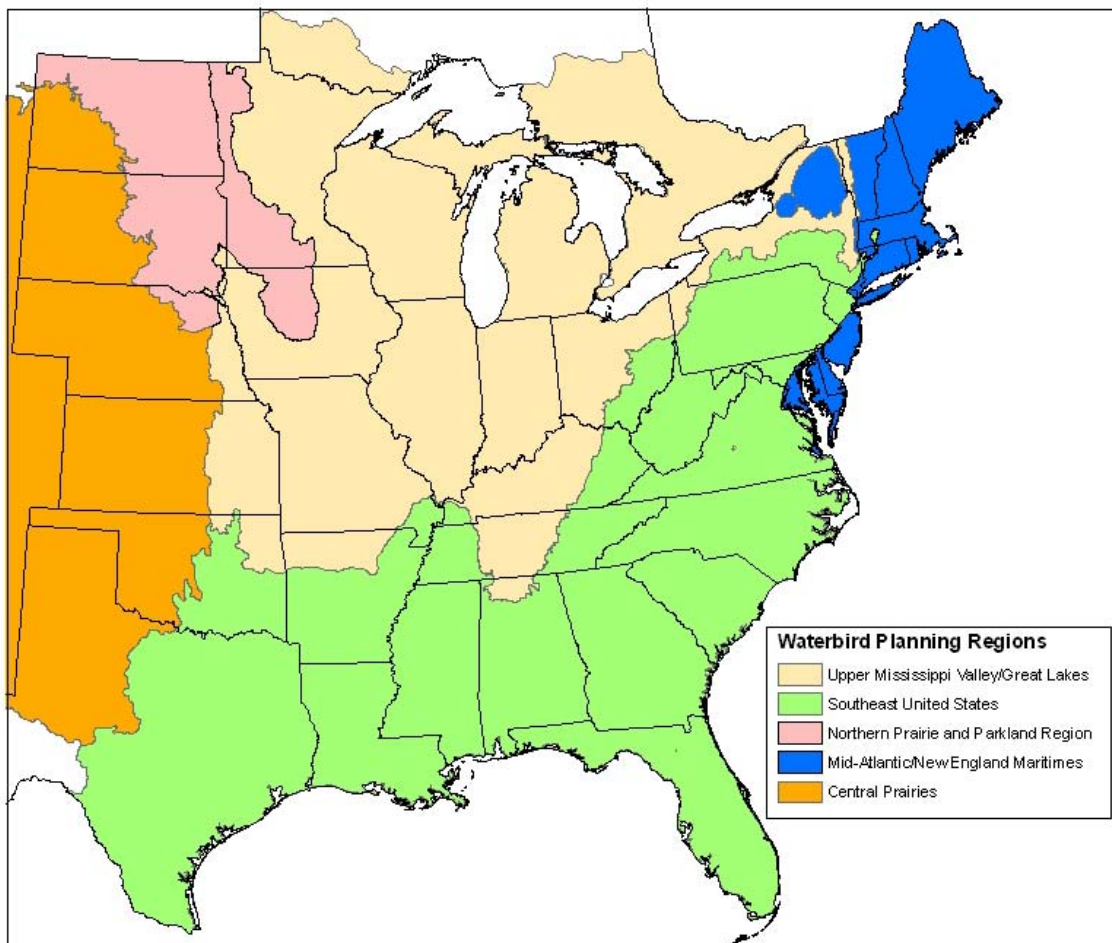 Waterbird Planning Regions
Upper Mississippi Valley/Great Lakes
Southeast United States
Northern Prairie and Parkland Region
Mid-Atlantic/New England Maritimes
Central Prairies